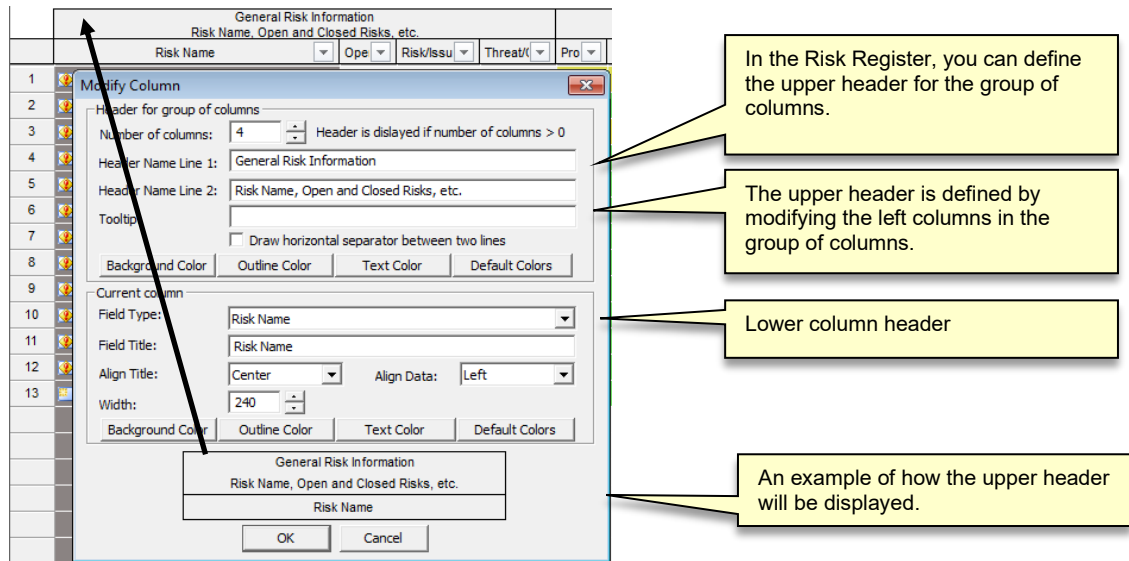 General Risk Information
Risk Name, Open and Closed Risks, etc.
Risk Name Ope Risk/Issu Threat/( Pro
1
2
3
4
5
6
7
8
9
10
11
12
13
Modify Column
Header for group of columns
Number of columns: 4 Header is dislayed if number of columns > 0
Header Name Line 1: General Risk Information
Header Name Line 2: Risk Name, Open and Closed Risks, etc.
Tooltip
Draw horizontal separator between two lines
Background Color Outline Color Text Color Default Colors
Current column
Field Type: Risk Name
Field Title: Risk Name
Align Title: Center Align Data: Left
Width: 240
Background Color Outline Color Text Color Default Colors
General Risk Information
Risk Name, Open and Closed Risks, etc.
Risk Name
OK Cancel
In the Risk Register, you can define
the upper header for the group of
columns.
The upper header is defined by
modifying the left columns in the
group of columns.
Lower column header
An example of how the upper header
will be displayed.